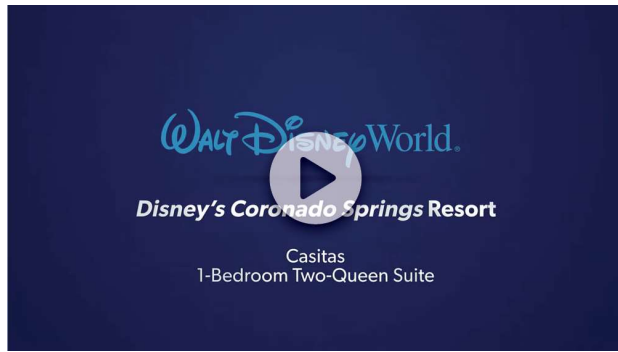 Walt Disney World.
Disney's Coronado Springs Resort
Casitas
1-Bedroom Two-Queen Suite